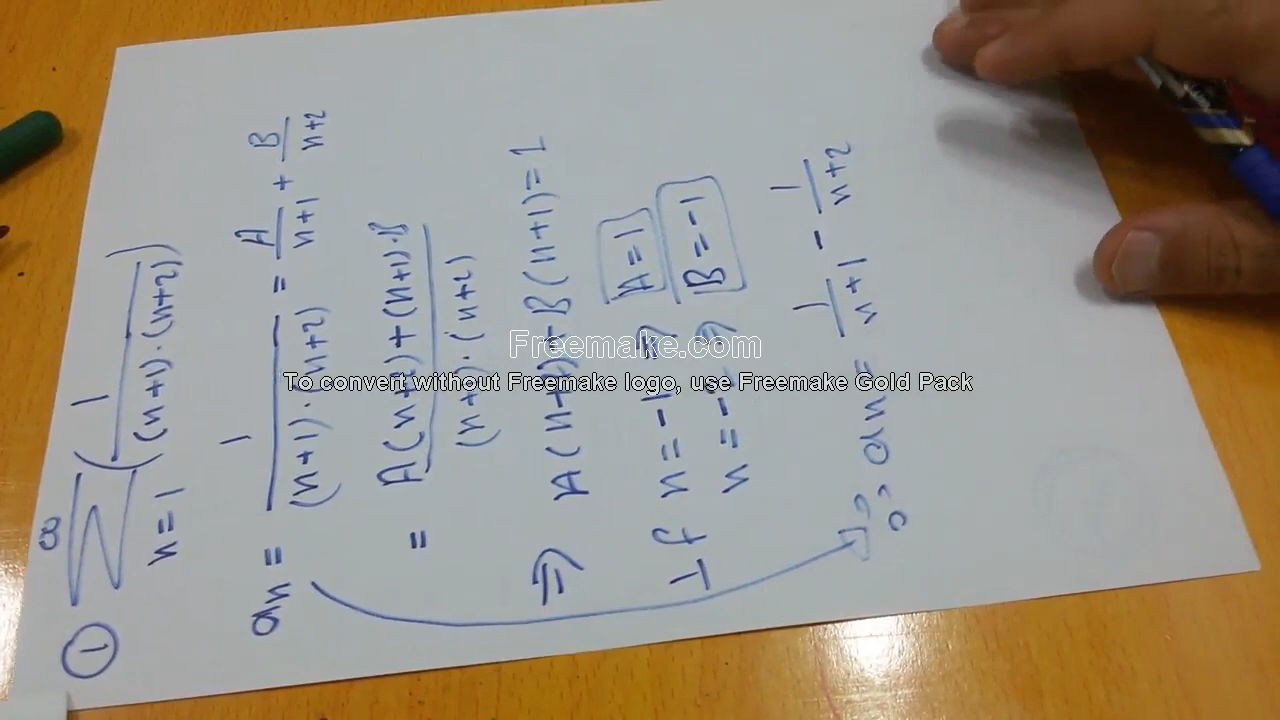 ① ∞ Σ n=1 ( 1 / (n+1)·(n+2) )
an = 1 / (n+1)·(n+2) = A / n+1 + B / n+2
= A(n+2)+(n+1)·B / (n+1)·(n+2)
⇒ A(n+2)+B(n+1)=1
If n=-1 ⇒ A=1
n=-2 ⇒ B=-1
∴ an = 1 / n+1 - 1 / n+2
Freemake.com
To convert without Freemake logo, use Freemake Gold Pack